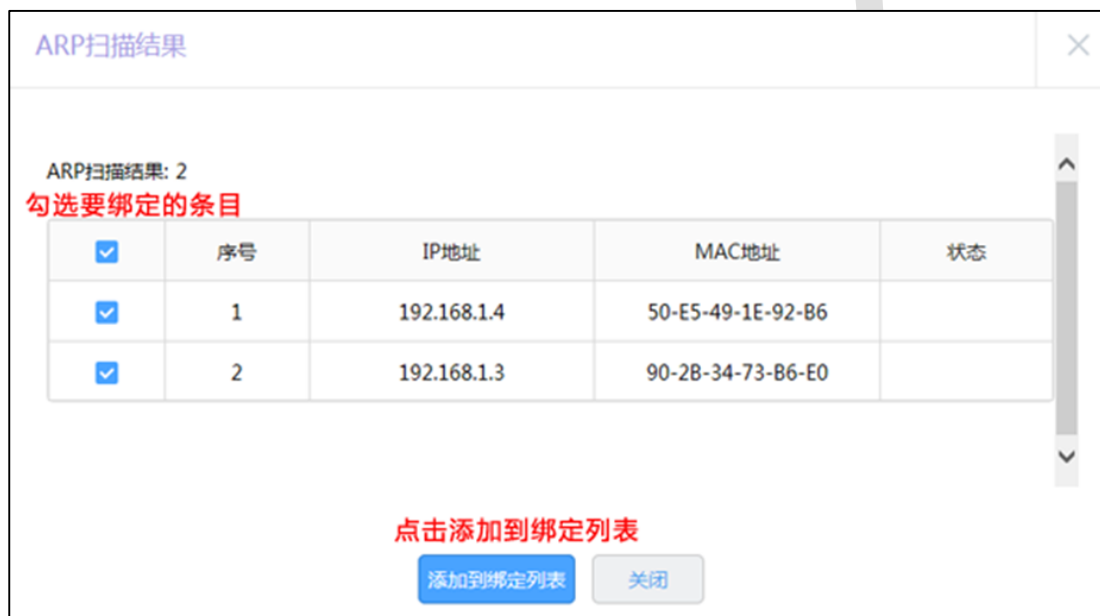 ARP扫描结果
ARP扫描结果: 2
勾选要绑定的条目
序号 IP地址 MAC地址 状态
1 192.168.1.4 50-E5-49-1E-92-B6
2 192.168.1.3 90-2B-34-73-B6-E0
点击添加到绑定列表
添加到绑定列表 关闭